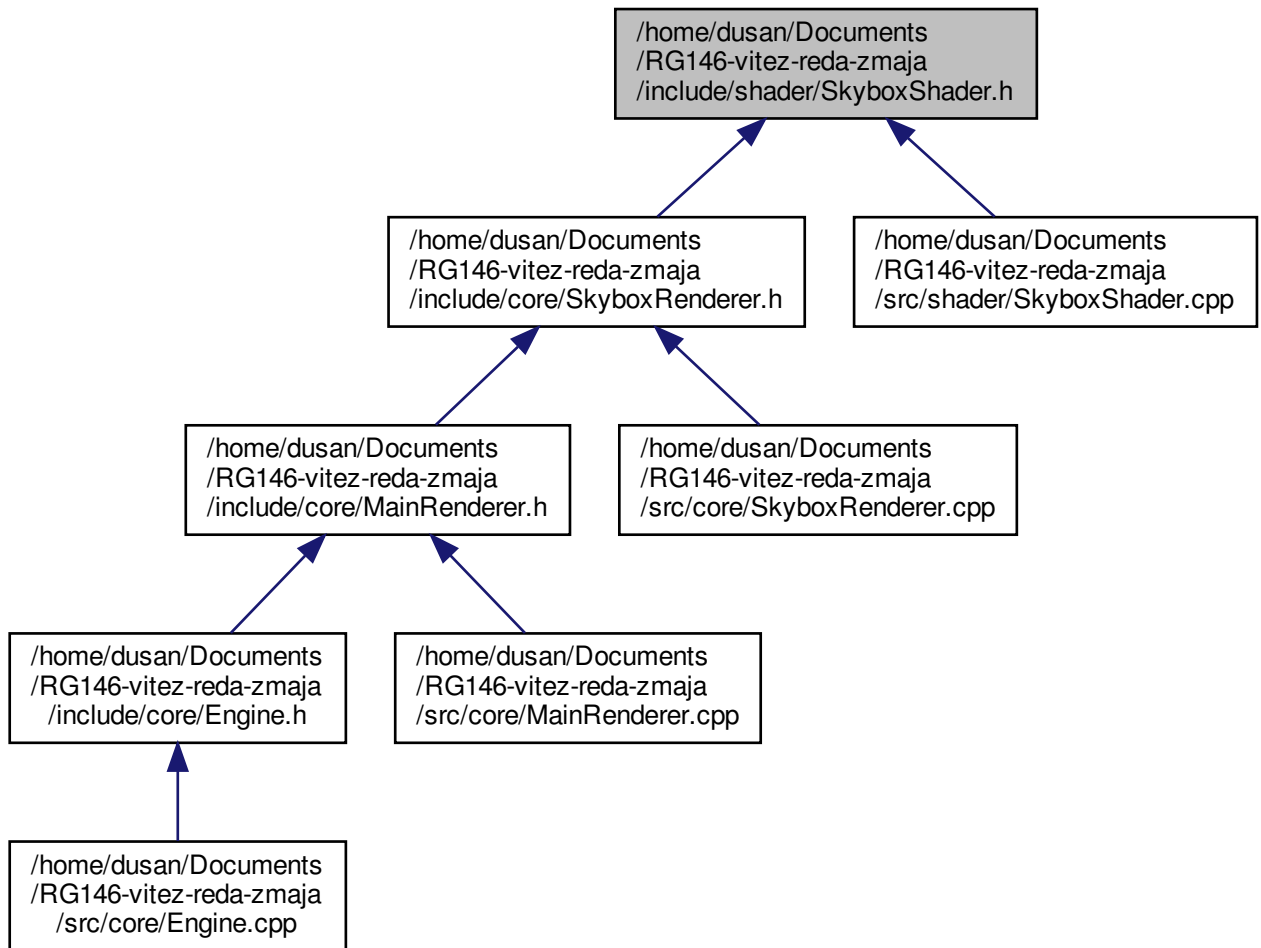 /home/dusan/Documents
/RG146-vitez-reda-zmaja
/include/shader/SkyboxShader.h
/home/dusan/Documents
/RG146-vitez-reda-zmaja
/include/core/SkyboxRenderer.h
/home/dusan/Documents
/RG146-vitez-reda-zmaja
/src/shader/SkyboxShader.cpp
/home/dusan/Documents
/RG146-vitez-reda-zmaja
/include/core/MainRenderer.h
/home/dusan/Documents
/RG146-vitez-reda-zmaja
/src/core/SkyboxRenderer.cpp
/home/dusan/Documents
/RG146-vitez-reda-zmaja
/include/core/Engine.h
/home/dusan/Documents
/RG146-vitez-reda-zmaja
/src/core/MainRenderer.cpp
/home/dusan/Documents
/RG146-vitez-reda-zmaja
/src/core/Engine.cpp